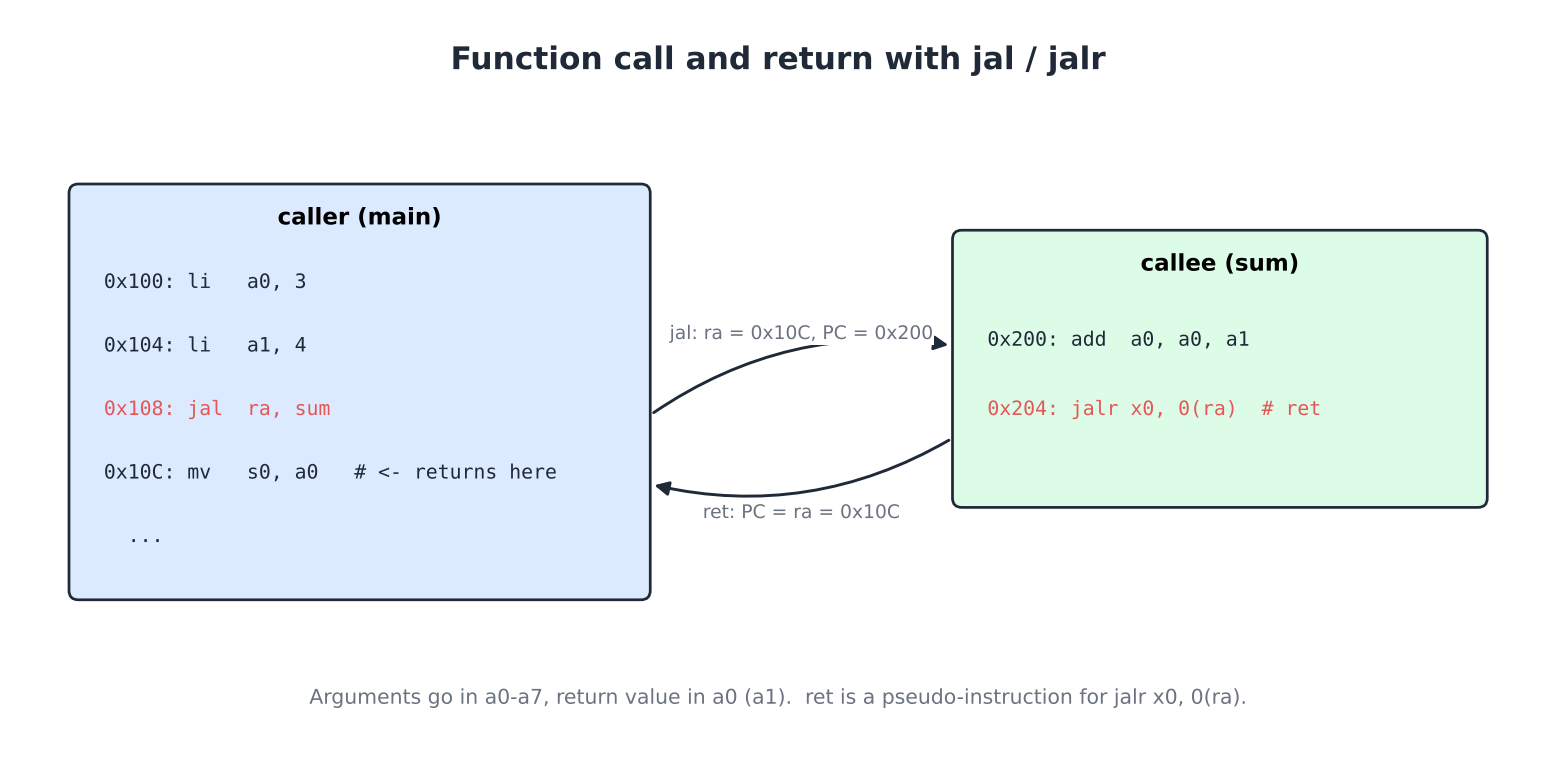 Function call and return with jal / jalr
caller (main)
0x100: li   a0, 3
0x104: li   a1, 4
0x108: jal  ra, sum
0x10C: mv   s0, a0   # <- returns here
...
jal: ra = 0x10C, PC = 0x200
ret: PC = ra = 0x10C
callee (sum)
0x200: add  a0, a0, a1
0x204: jalr x0, 0(ra)  # ret
Arguments go in a0-a7, return value in a0 (a1).  ret is a pseudo-instruction for jalr x0, 0(ra).